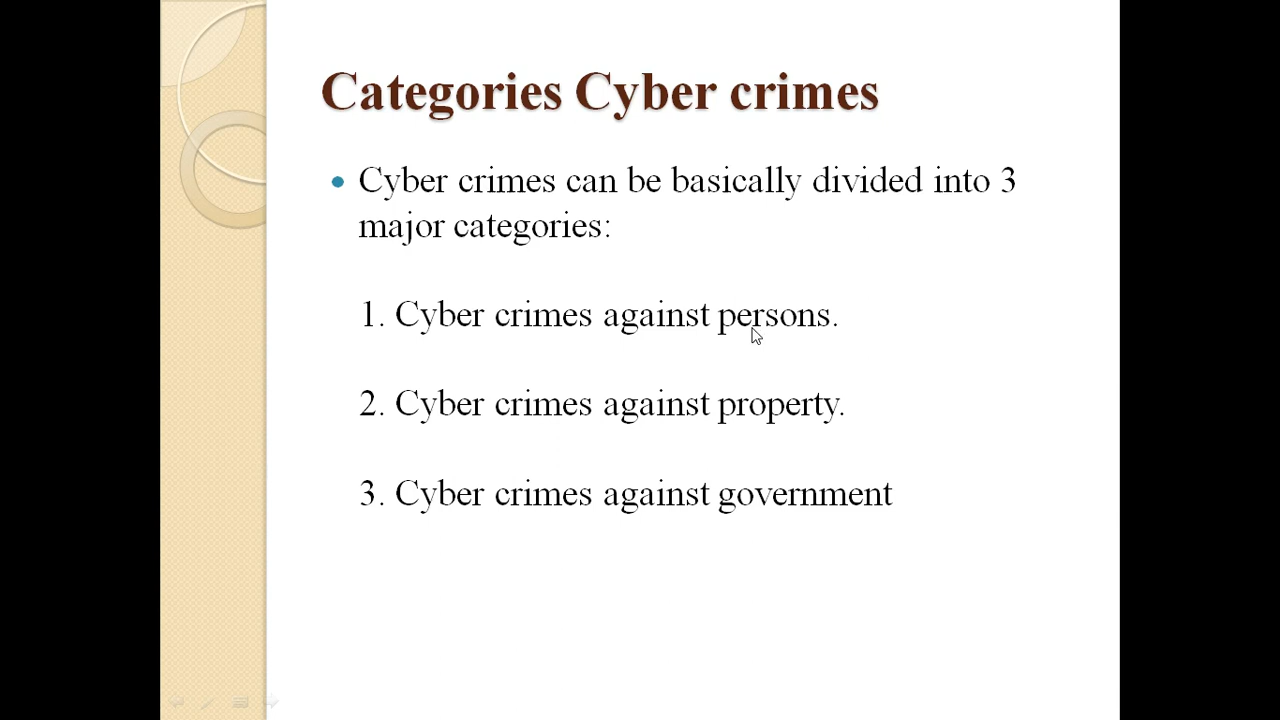 Categories Cyber crimes
Cyber crimes can be basically divided into 3
major categories:
1. Cyber crimes against persons.
2. Cyber crimes against property.
3. Cyber crimes against government